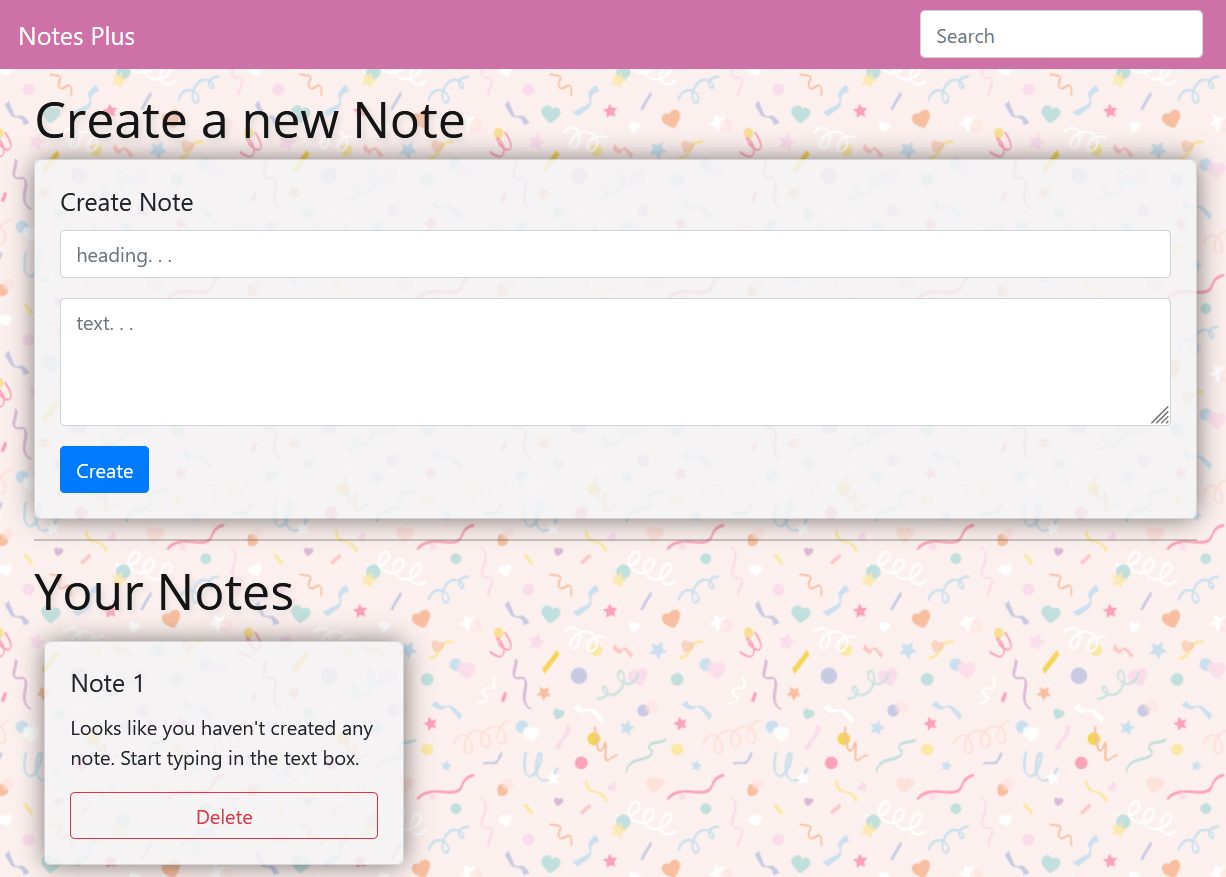 Notes Plus
Search
Create a new Note
Create Note
heading. . .
text. . .
Create
Your Notes
Note 1
Looks like you haven't created any
note. Start typing in the text box.
Delete